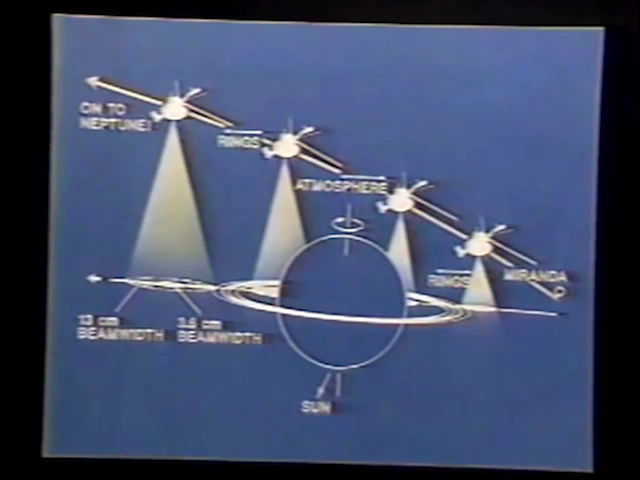 ON TO
NEPTUNE!
RINGS
ATMOSPHERE
RINGS
MIRANDA
13 cm
BEAMWIDTH
3.6 cm
BEAMWIDTH
SUN